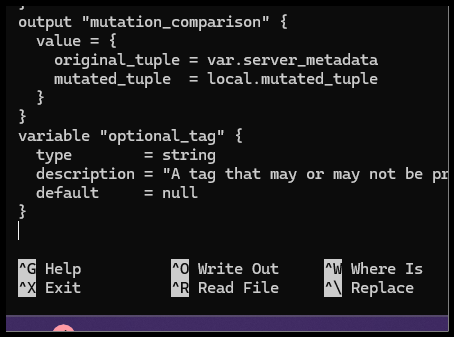 output "mutation_comparison" {
  value = {
    original_tuple = var.server_metadata
    mutated_tuple  = local.mutated_tuple
  }
}
variable "optional_tag" {
  type        = string
  description = "A tag that may or may not be pr
  default     = null
}
^G Help ^O Write Out ^W Where Is
^X Exit ^R Read File ^\ Replace